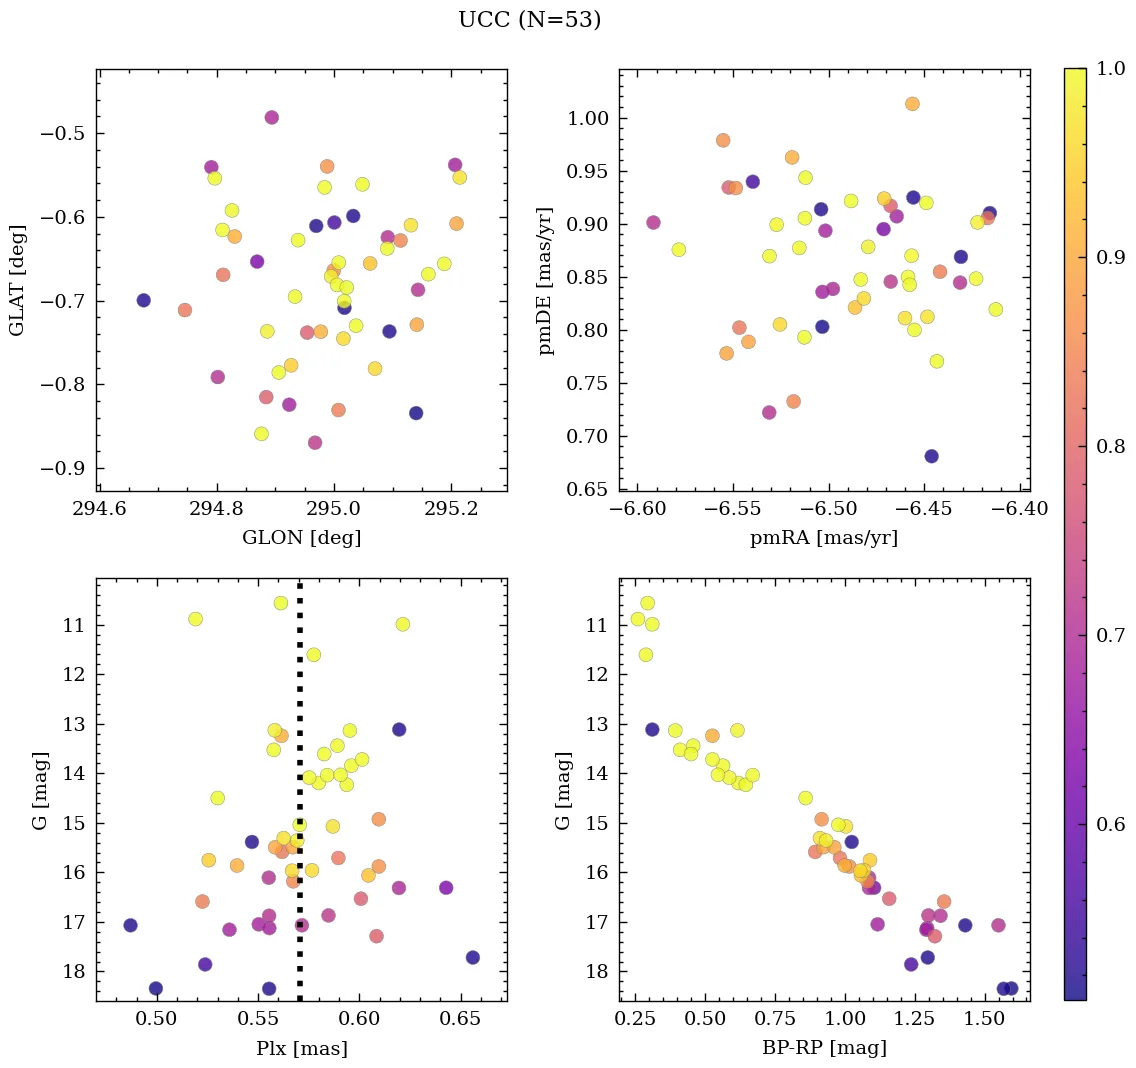 UCC (N=53)
−0.5
−0.6
−0.7
−0.8
−0.9
GLAT [deg]
294.6 294.8 295.0 295.2
GLON [deg]
1.00
0.95
0.90
0.85
0.80
0.75
0.70
0.65
pmDE [mas/yr]
−6.60 −6.55 −6.50 −6.45 −6.40
pmRA [mas/yr]
1.0
0.9
0.8
0.7
0.6
11
12
13
14
15
16
17
18
G [mag]
0.50 0.55 0.60 0.65
Plx [mas]
11
12
13
14
15
16
17
18
G [mag]
0.25 0.50 0.75 1.00 1.25 1.50
BP-RP [mag]